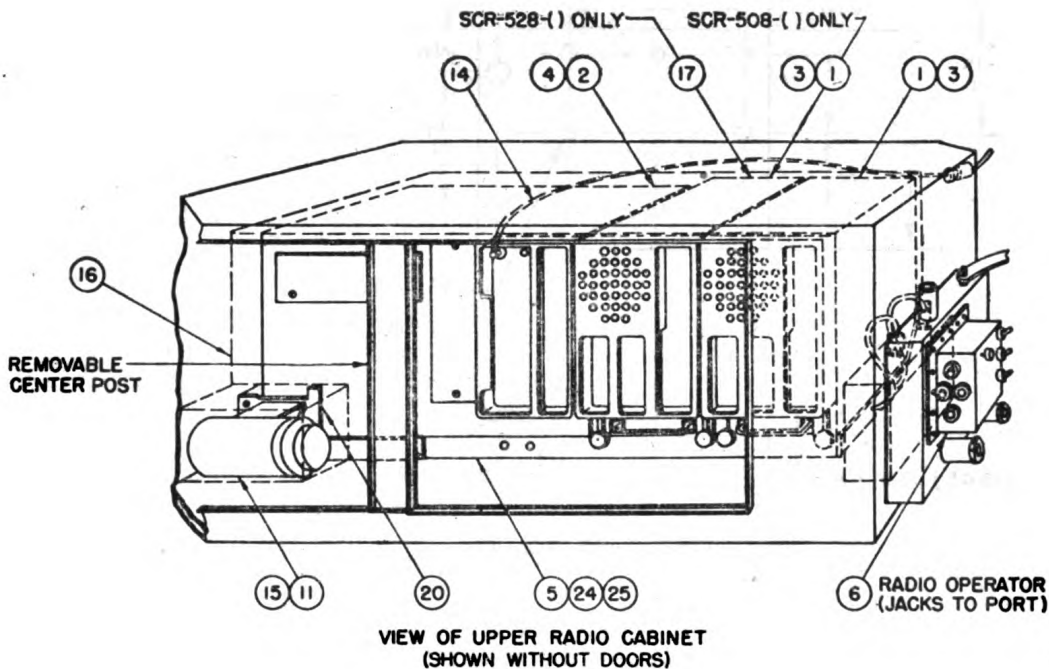 SCR-528-( ) ONLY
SCR-508-( ) ONLY
14
4 2
17
3 1
1 3
16
REMOVABLE
CENTER POST
15 11
20
5 24 25
6
RADIO OPERATOR
(JACKS TO PORT)
VIEW OF UPPER RADIO CABINET
(SHOWN WITHOUT DOORS)